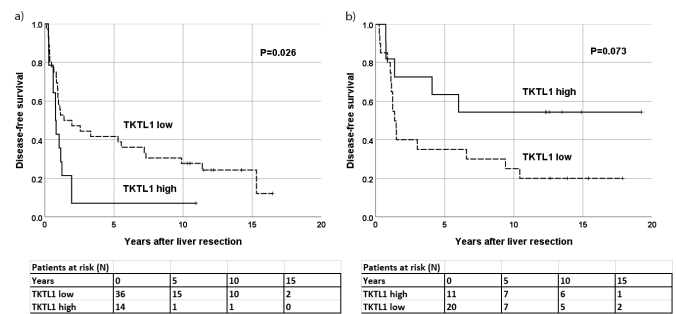 a)
P=0.026
Disease-free survival
1.0
0.8
0.6
0.4
0.2
0.0
TKTL1 low
TKTL1 high
0 5 10 15 20
Years after liver resection
Patients at risk (N)
Years 0 5 10 15
TKTL1 low 36 15 10 2
TKTL1 high 14 1 1 0
b)
P=0.073
Disease-free survival
1.0
0.8
0.6
0.4
0.2
0.0
TKTL1 high
TKTL1 low
0 5 10 15 20
Years after liver resection
Patients at risk (N)
Years 0 5 10 15
TKTL1 high 11 7 6 1
TKTL1 low 20 7 5 2